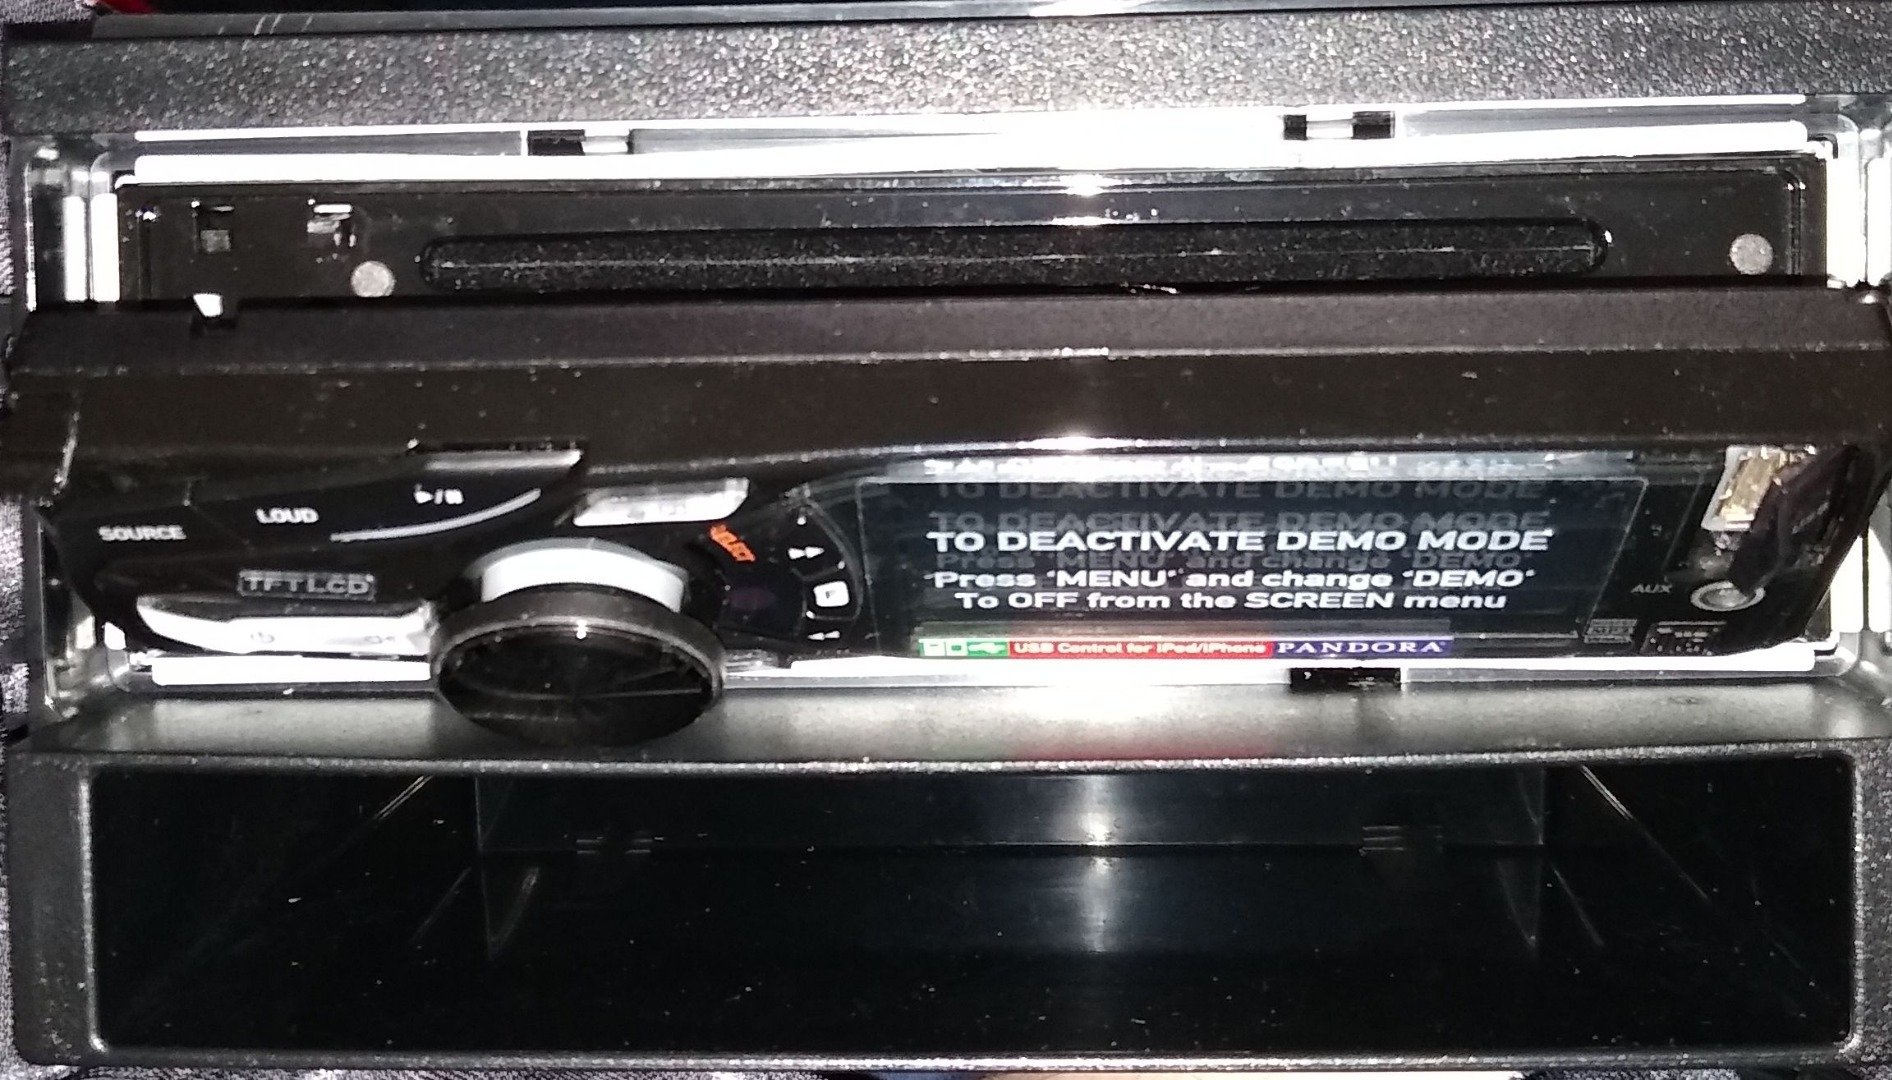 SOURCE
LOUD
TFT LCD
SELECT
F
TO DEACTIVATE DEMO MODE
Press "MENU" and change "DEMO"
To OFF from the SCREEN menu
USB Control for iPod/iPhone PANDORA
AUX